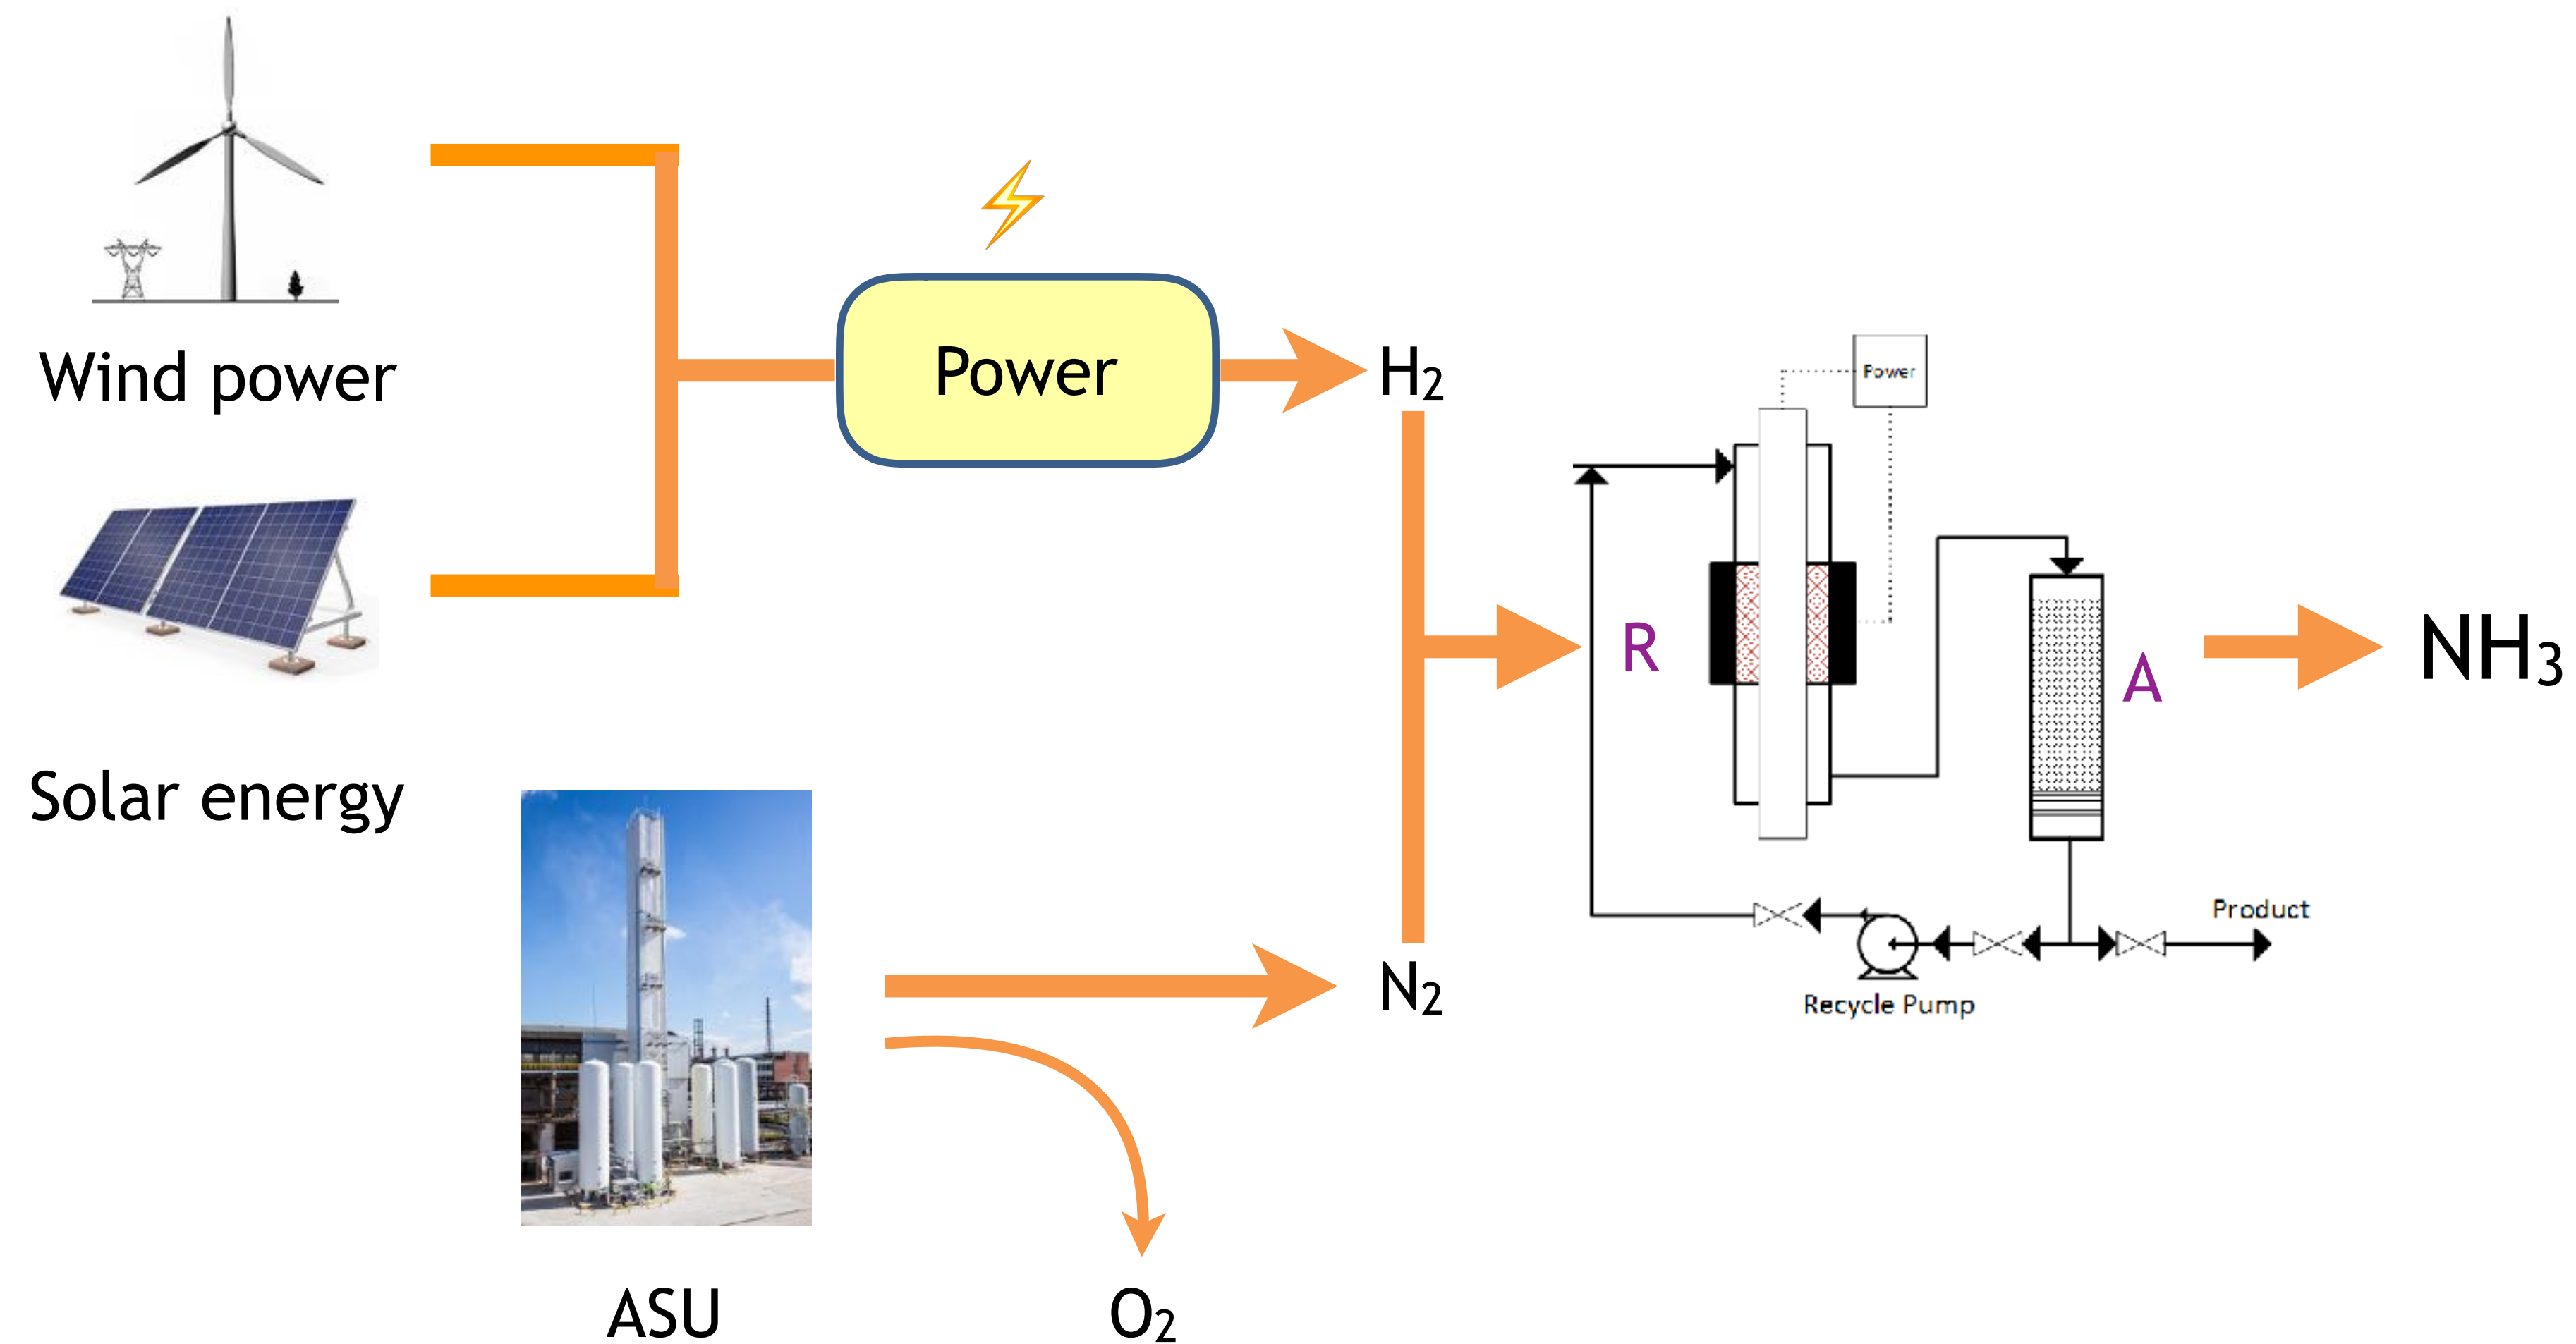 Wind power
Solar energy
Power
H₂
N₂
ASU
O₂
Power
R
A
Product
Recycle Pump
NH₃